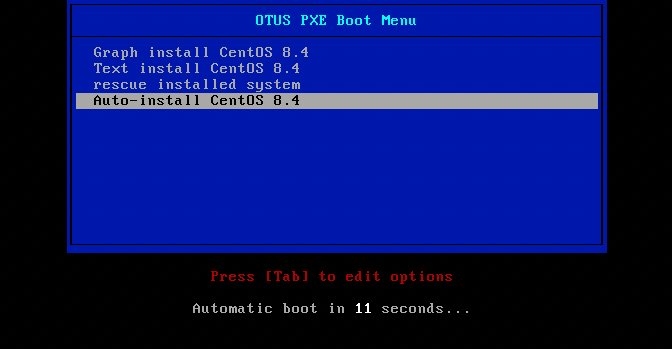 OTUS PXE Boot Menu
Graph install CentOS 8.4
Text install CentOS 8.4
rescue installed system
Auto-install CentOS 8.4
Press [Tab] to edit options
Automatic boot in 11 seconds...